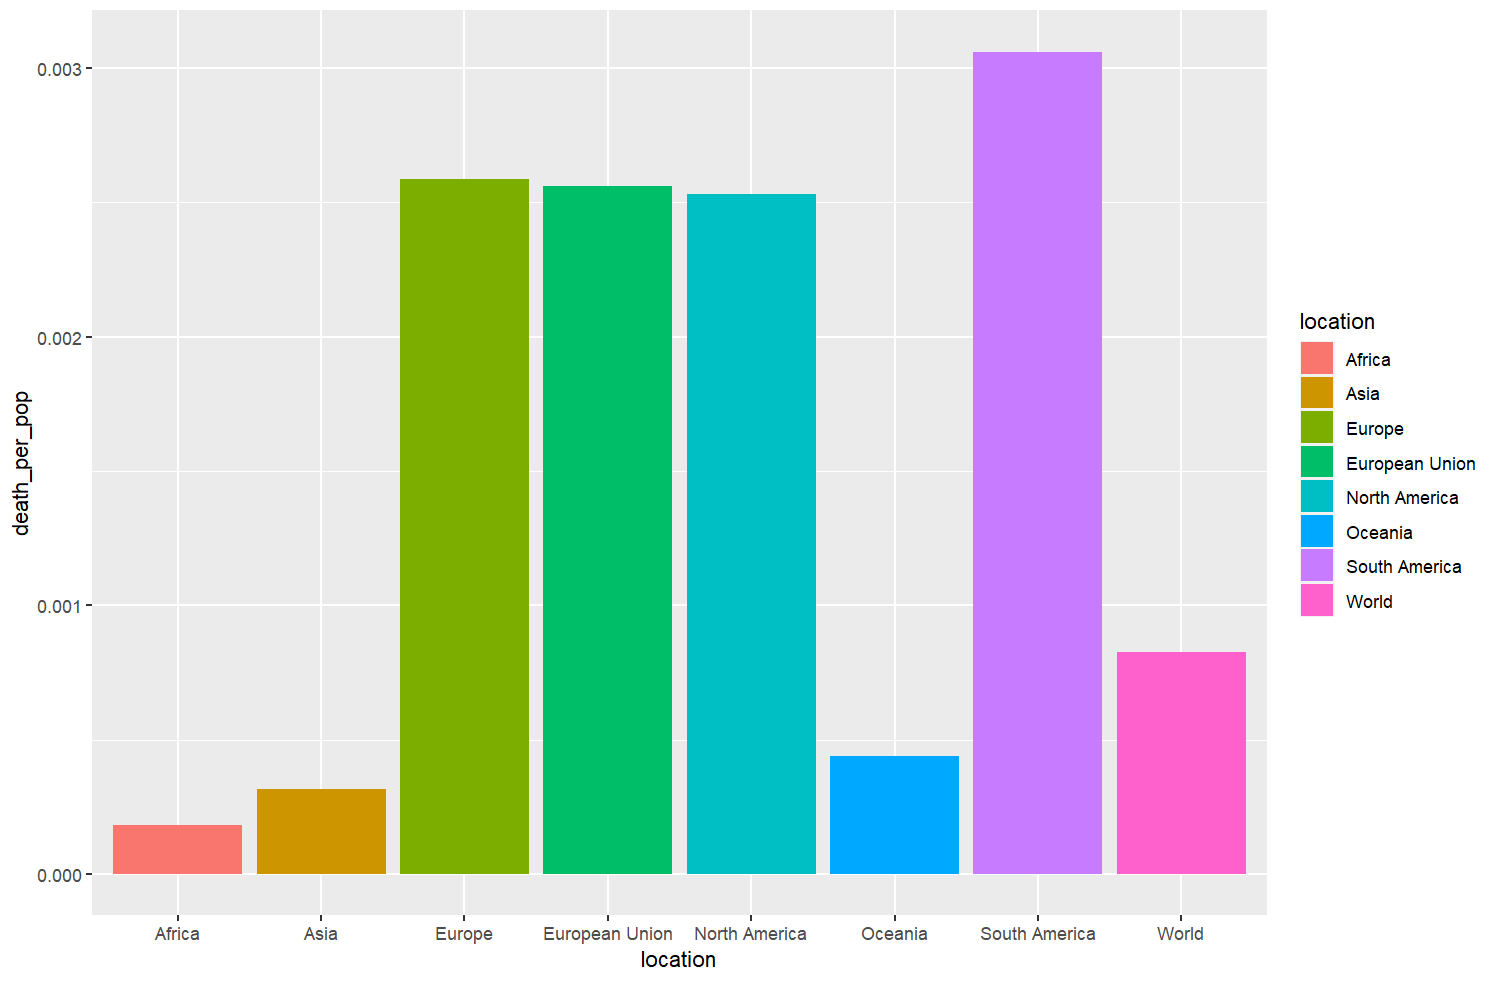 0.003
0.002
0.001
0.000
death_per_pop
Africa
Asia
Europe
European Union
North America
Oceania
South America
World
location
location
Africa
Asia
Europe
European Union
North America
Oceania
South America
World